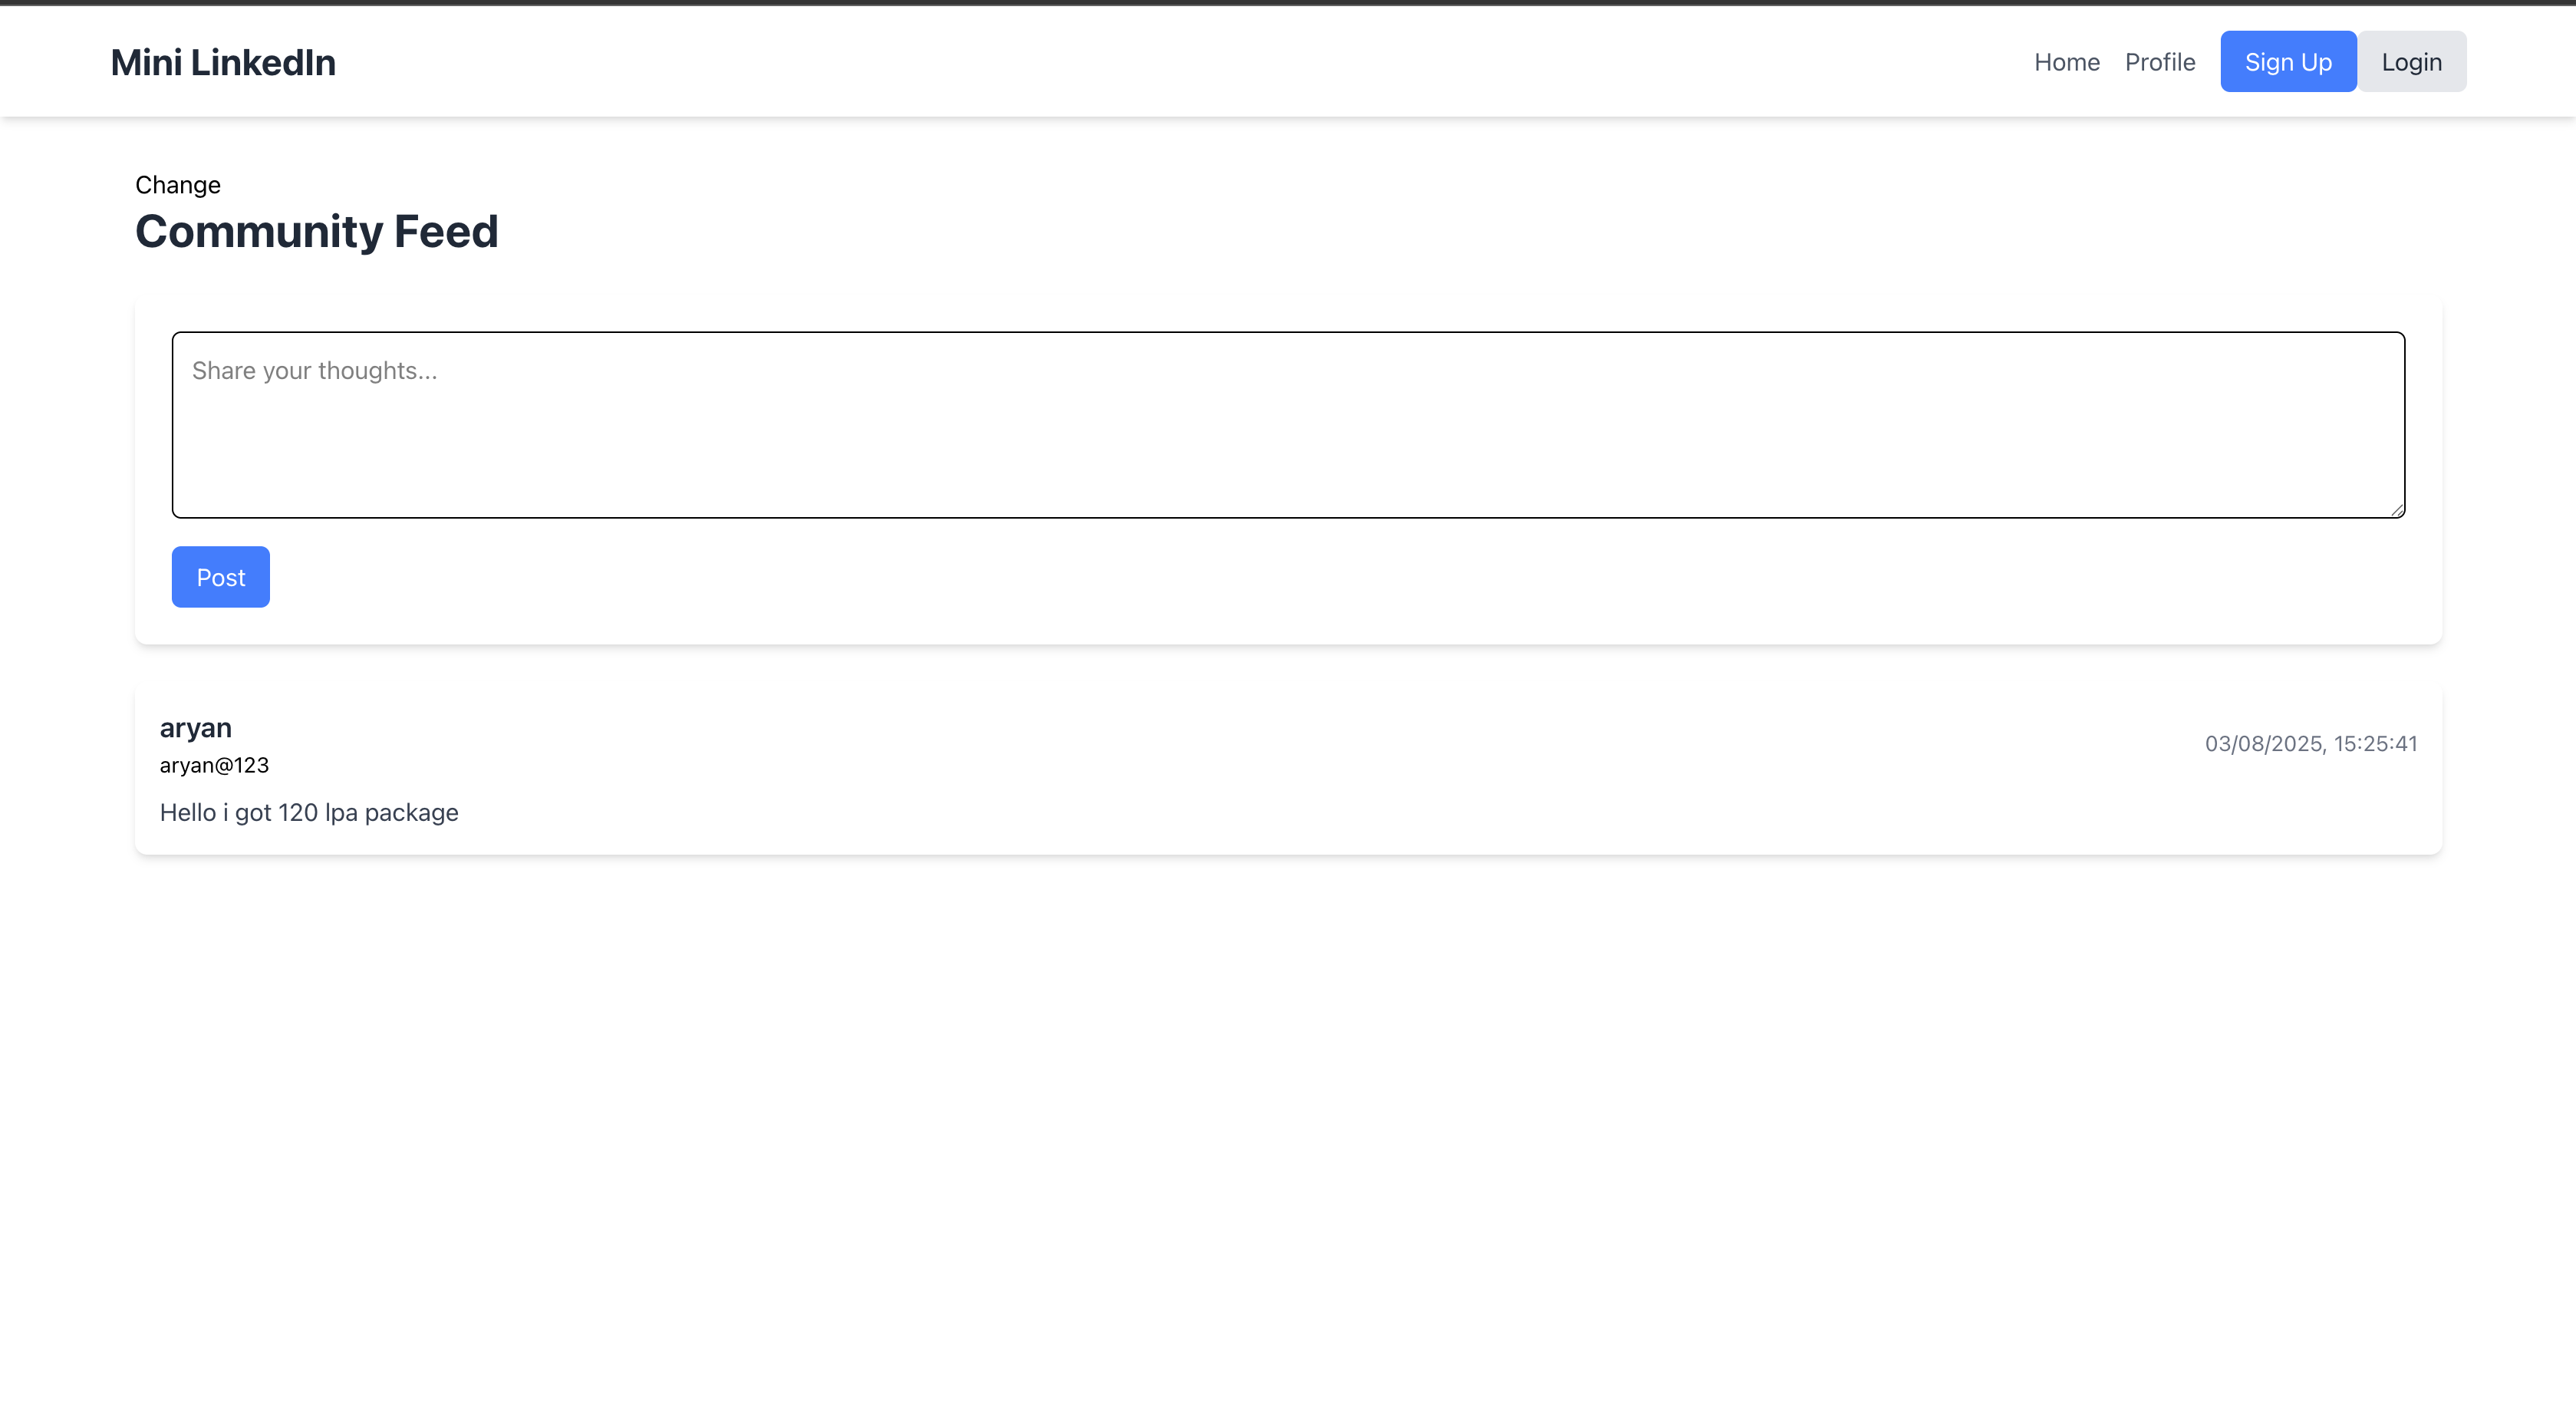 Mini LinkedIn
Home Profile Sign Up Login
Change
Community Feed
Share your thoughts...
Post
aryan
03/08/2025, 15:25:41
aryan@123
Hello i got 120 lpa package